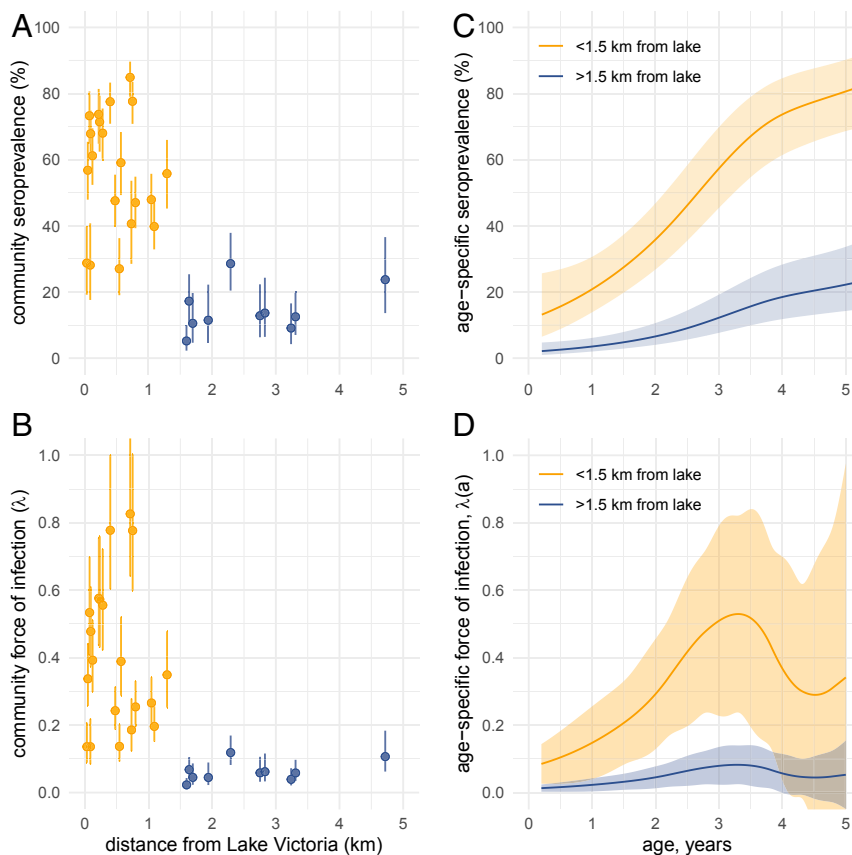 A
community seroprevalence (%)
100
80
60
40
20
0
0 1 2 3 4 5
C
age−specific seroprevalence (%)
<1.5 km from lake
>1.5 km from lake
100
80
60
40
20
0
0 1 2 3 4 5
B
community force of infection (λ)
1.0
0.8
0.6
0.4
0.2
0.0
0 1 2 3 4 5
distance from Lake Victoria (km)
D
age−specific force of infection, λ(a)
<1.5 km from lake
>1.5 km from lake
1.0
0.8
0.6
0.4
0.2
0.0
0 1 2 3 4 5
age, years